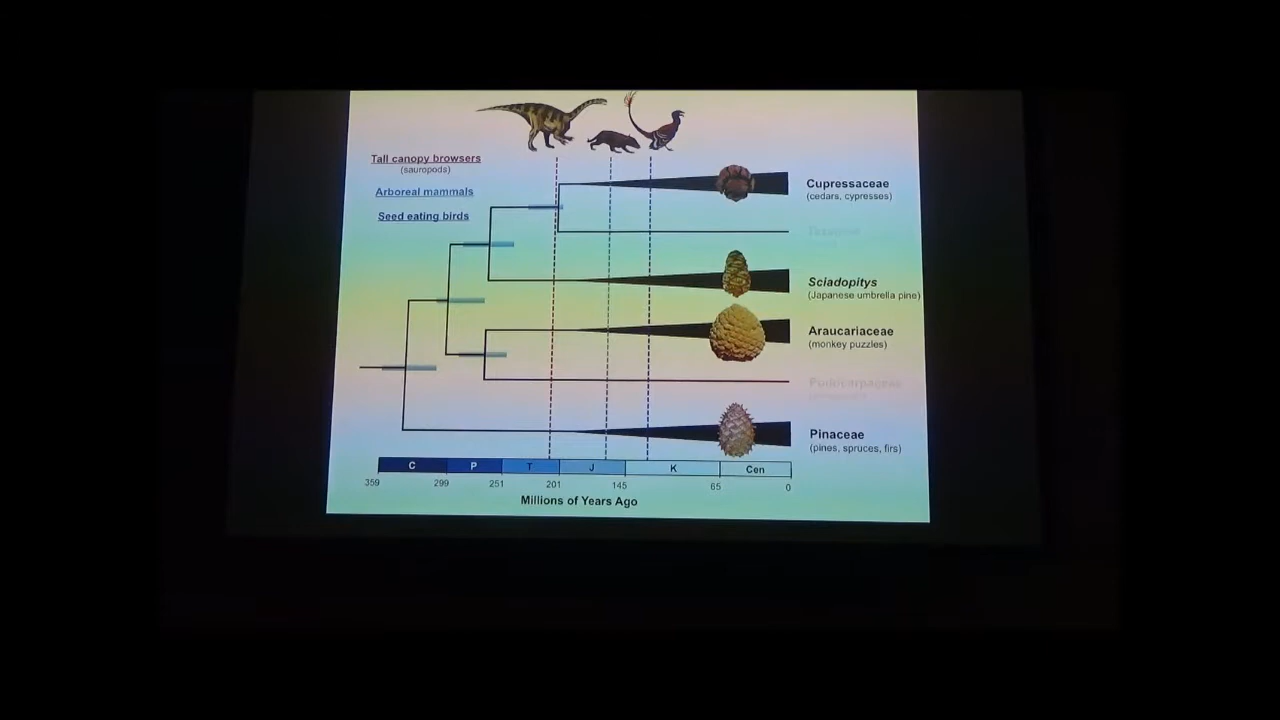 Tall canopy browsers
(sauropods)
Arboreal mammals
Seed eating birds
Cupressaceae
(cedars, cypresses)
Sciadopitys
(Japanese umbrella pine)
Araucariaceae
(monkey puzzles)
Podocarpaceae
Pinaceae
(pines, spruces, firs)
C P T J K Cen
359 299 251 201 145 65 0
Millions of Years Ago